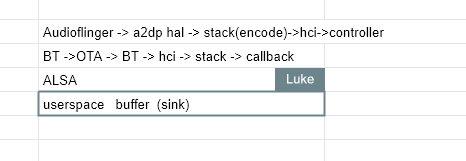 Audioflinger -> a2dp hal -> stack(encode)->hci->controller
BT ->OTA -> BT -> hci -> stack -> callback
ALSA
Luke
userspace buffer (sink)